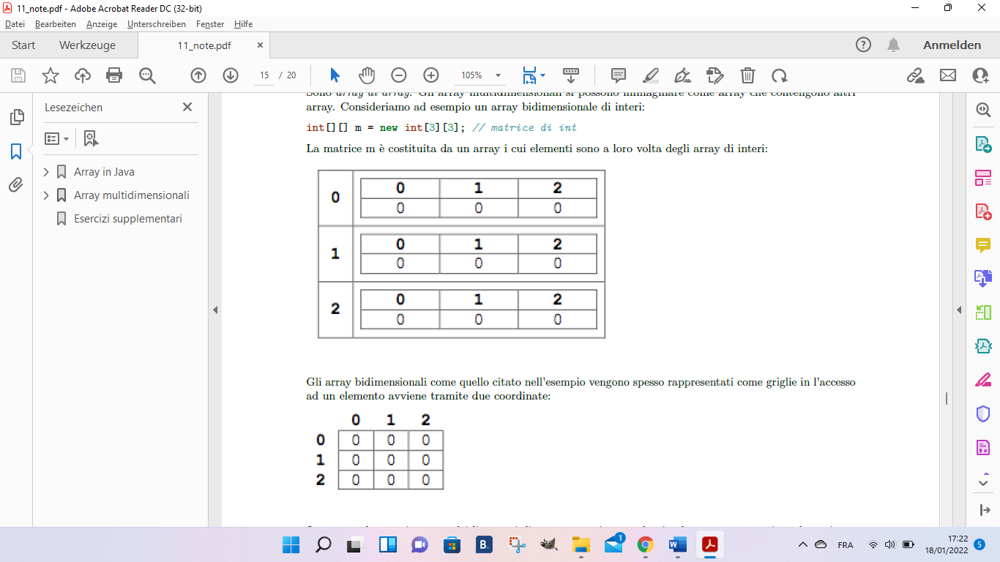 11_note.pdf - Adobe Acrobat Reader DC (32-bit)
Datei Bearbeiten Anzeige Unterschreiben Fenster Hilfe
Start Werkzeuge 11_note.pdf × Anmelden
15 / 20 105%
Lesezeichen
Array in Java
Array multidimensionali
Esercizi supplementari
Sono array di array. Gli array multidimensionali si possono immaginare come array che contengono altri
array. Consideriamo ad esempio un array bidimensionale di interi:
int[][] m = new int[3][3]; // matrice di int
La matrice m è costituita da un array i cui elementi sono a loro volta degli array di interi:
0 1 2
0
0 0 0
0 1 2
1
0 0 0
0 1 2
2
0 0 0
Gli array bidimensionali come quello citato nell'esempio vengono spesso rappresentati come griglie in l'accesso
ad un elemento avviene tramite due coordinate:
0 1 2
0 0 0 0
1 0 0 0
2 0 0 0
B. 1 W FRA 17:22
18/01/2022 5